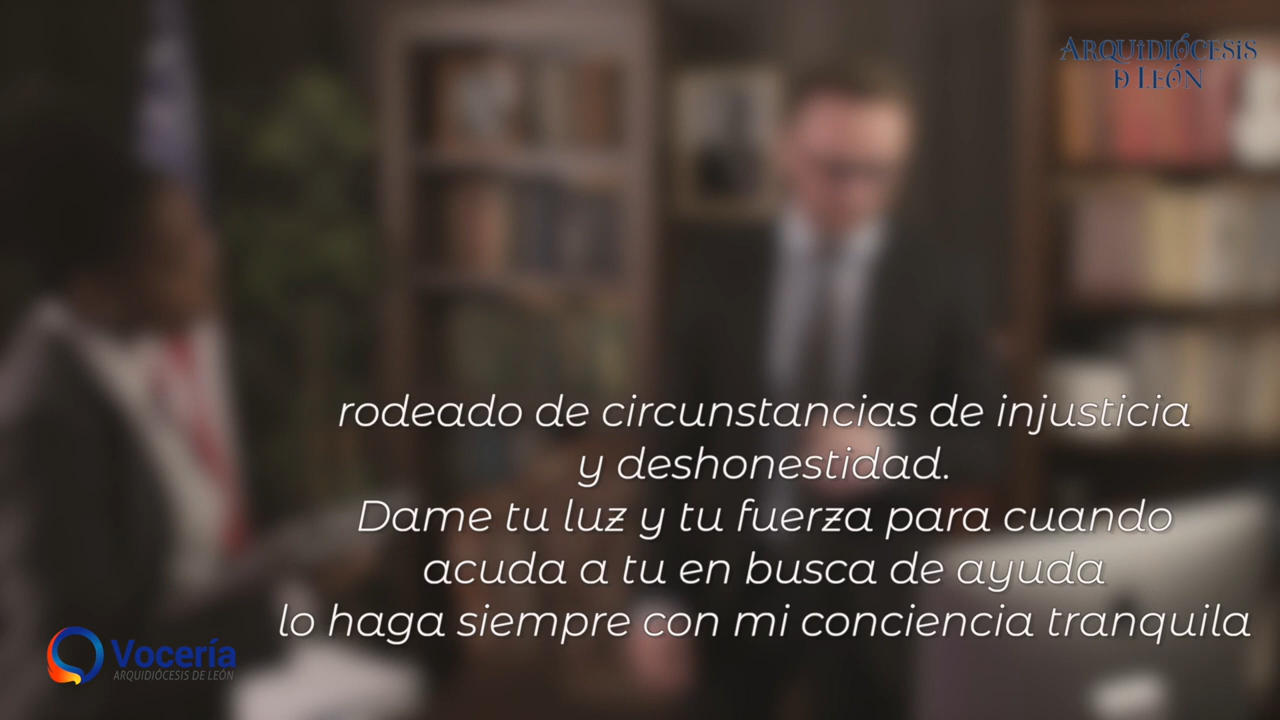 ARQUIDIÓCESIS
D LEÓN
rodeado de circunstancias de injusticia
y deshonestidad.
Dame tu luz y tu fuerza para cuando
acuda a tu en busca de ayuda
lo haga siempre con mi conciencia tranquila
Vocería
ARQUIDIÓCESIS DE LEÓN